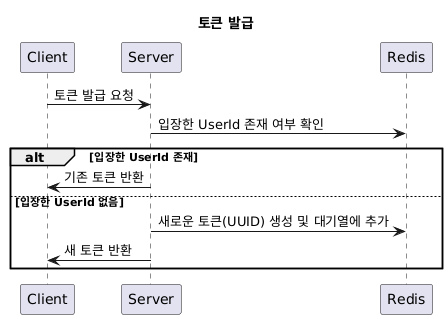 토큰 발급
Client
Server
Redis
토큰 발급 요청
입장한 UserId 존재 여부 확인
alt
[입장한 UserId 존재]
기존 토큰 반환
[입장한 UserId 없음]
새로운 토큰(UUID) 생성 및 대기열에 추가
새 토큰 반환
Client
Server
Redis